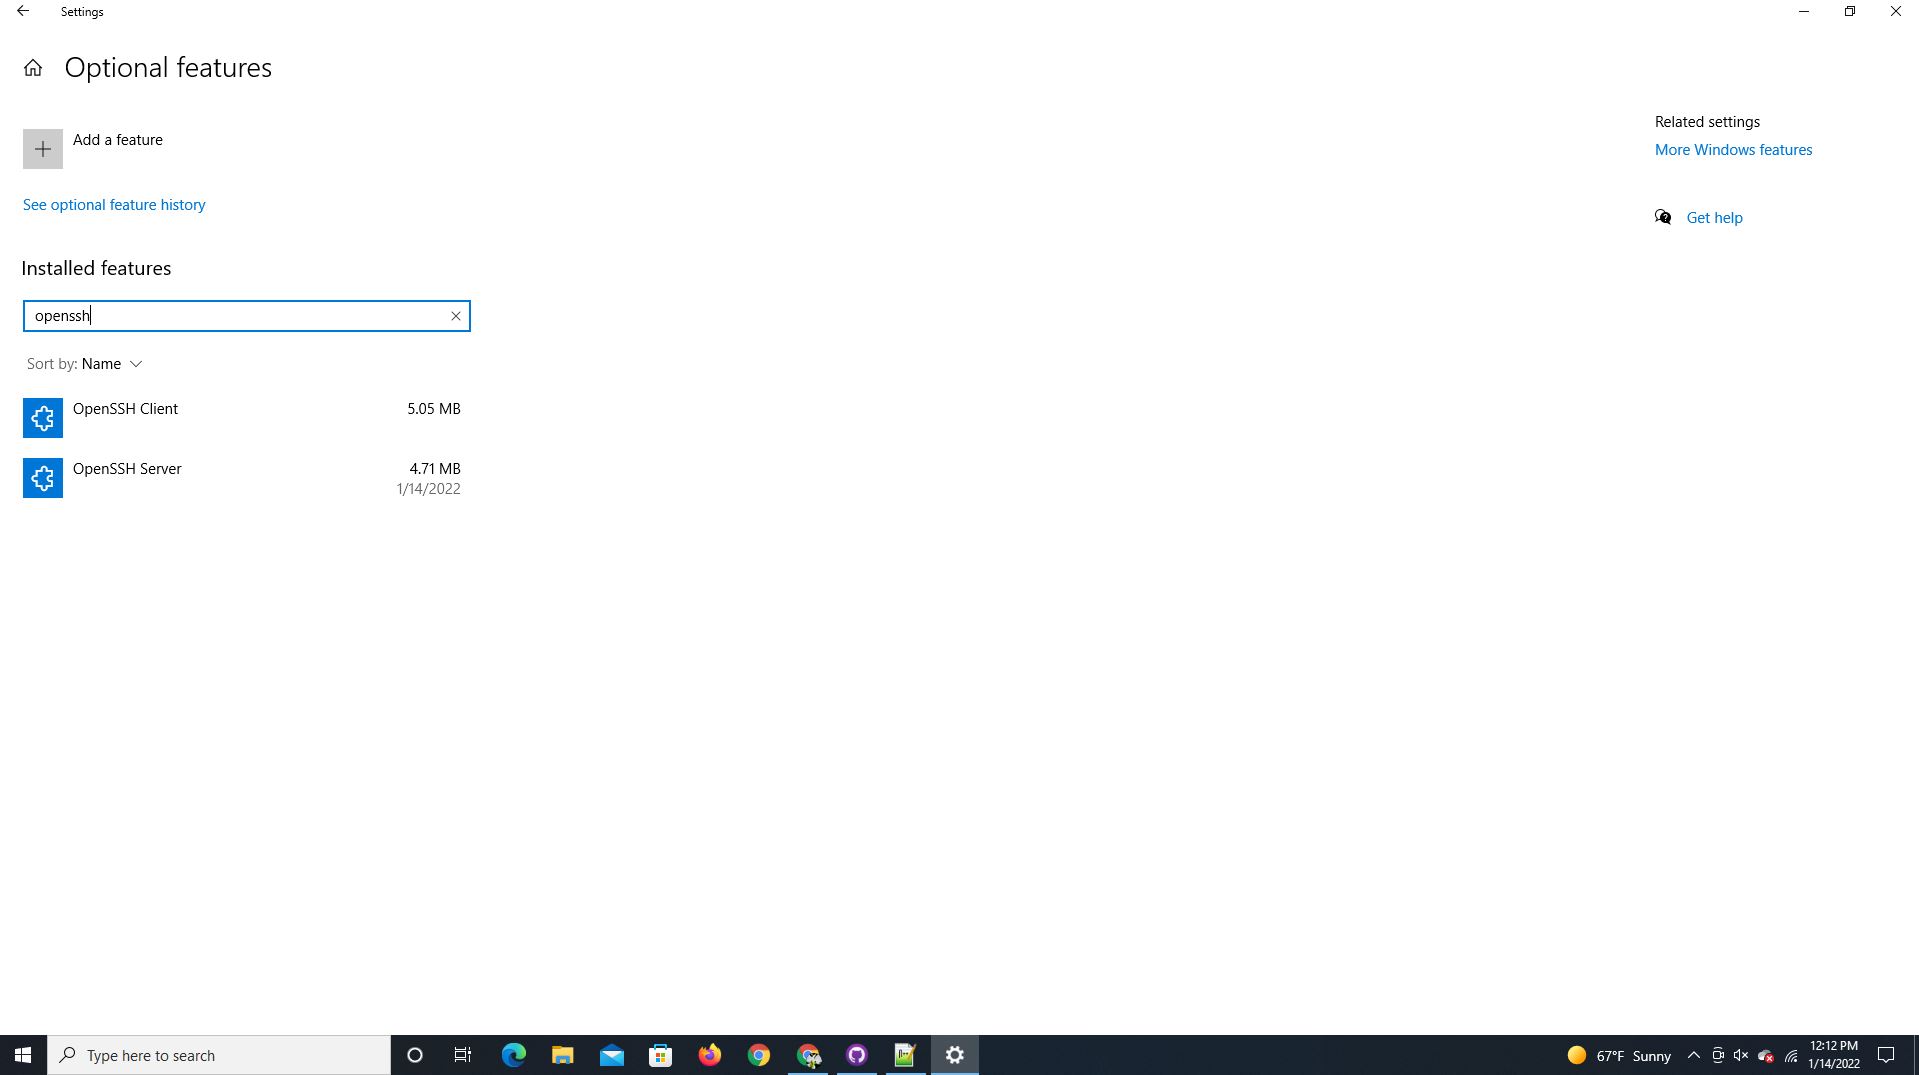 Settings
Optional features
Add a feature
See optional feature history
Installed features
openssh
Sort by: Name
OpenSSH Client 5.05 MB
OpenSSH Server 4.71 MB
1/14/2022
Related settings
More Windows features
Get help
Type here to search
67°F Sunny
12:12 PM
1/14/2022